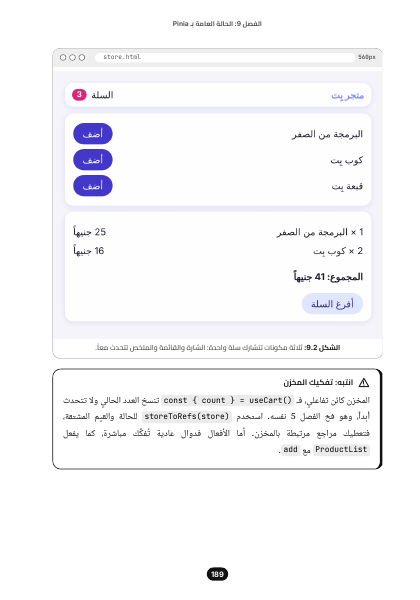 الفصل 9: الحالة العامة بـ Pinia
store.html
560px
متجر بِت
السلة 3
البرمجة من الصفر
أضف
كوب بِت
أضف
قبعة بِت
أضف
1 × البرمجة من الصفر
25 جنيهاً
2 × كوب بِت
16 جنيهاً
المجموع: 41 جنيهاً
أفرغ السلة
الشكل 9.2: ثلاثة مكونات تتشارك سلة واحدة: الشارة والقائمة والملخص تتحدث معاً.
انتبه: تفكيك المخزن
المخزن كائن تفاعلي، فـ const { count } = useCart() تنسخ العدد الحالي ولا تتحدث
أبداً، وهو فخ الفصل 5 نفسه. استخدم storeToRefs(store) للحالة والقيم المشتقة،
فتعطيك مراجع مرتبطة بالمخزن. أما الأفعال فدوال عادية تُفكَّك مباشرة، كما يفعل
ProductList مع add.
189